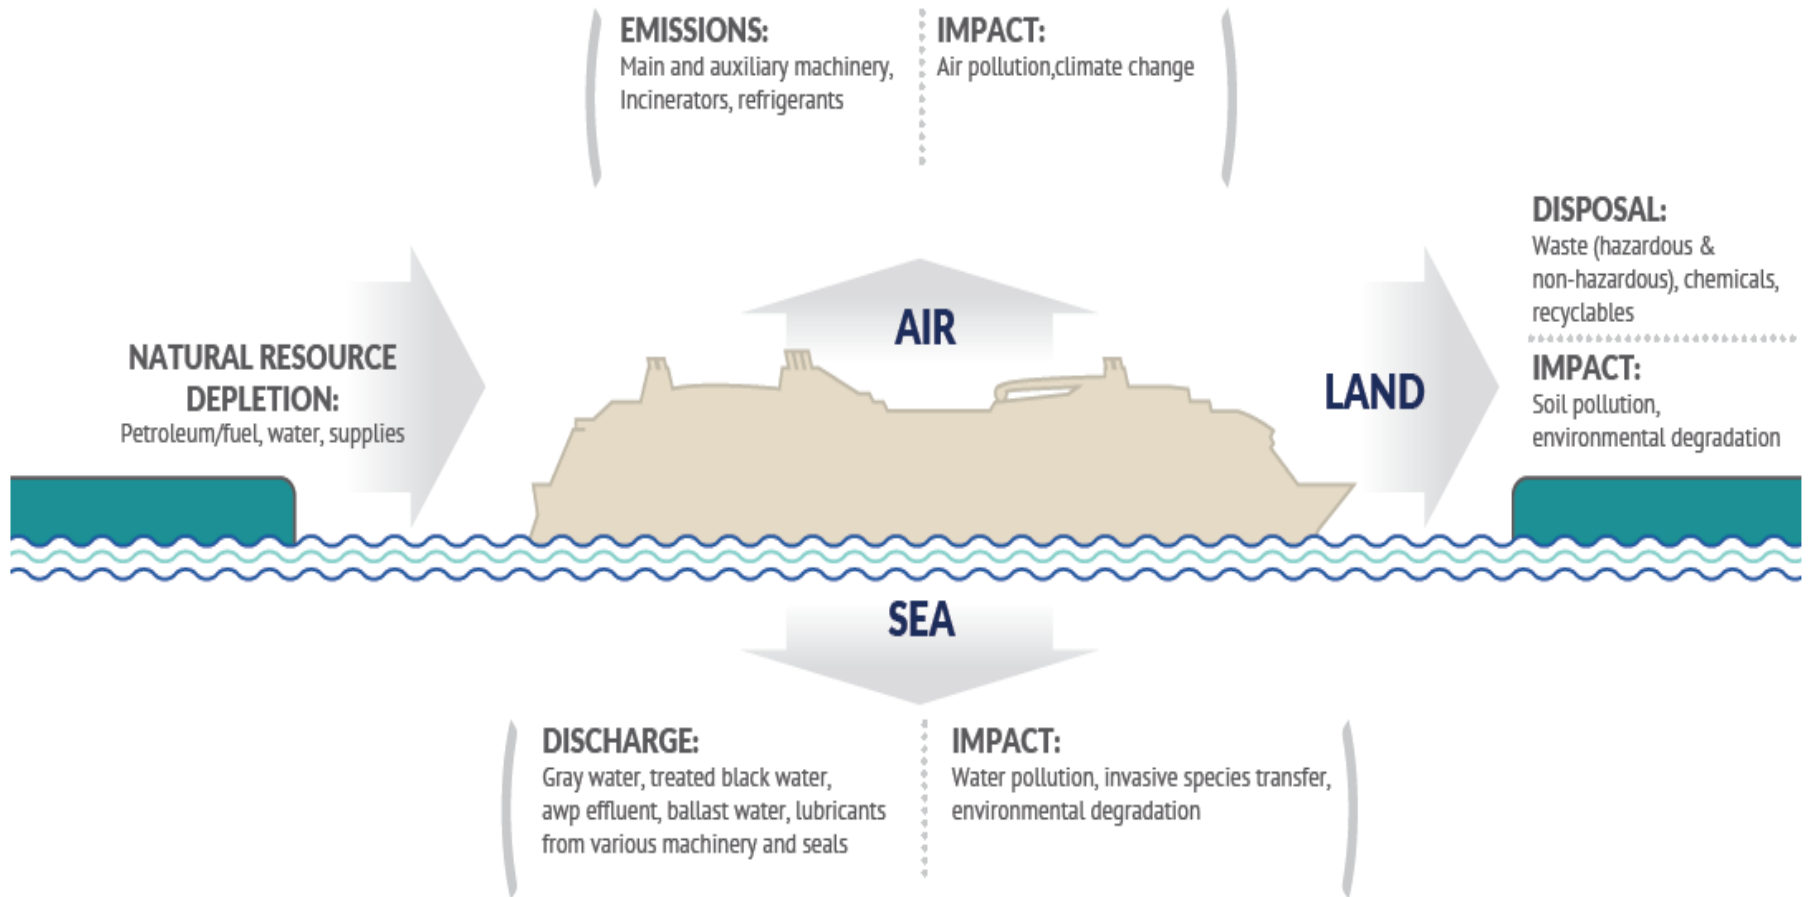 EMISSIONS:
Main and auxiliary machinery,
Incinerators, refrigerants
IMPACT:
Air pollution,climate change
NATURAL RESOURCE
DEPLETION:
Petroleum/fuel, water, supplies
AIR
LAND
DISPOSAL:
Waste (hazardous &
non-hazardous), chemicals,
recyclables
IMPACT:
Soil pollution,
environmental degradation
SEA
DISCHARGE:
Gray water, treated black water,
awp effluent, ballast water, lubricants
from various machinery and seals
IMPACT:
Water pollution, invasive species transfer,
environmental degradation